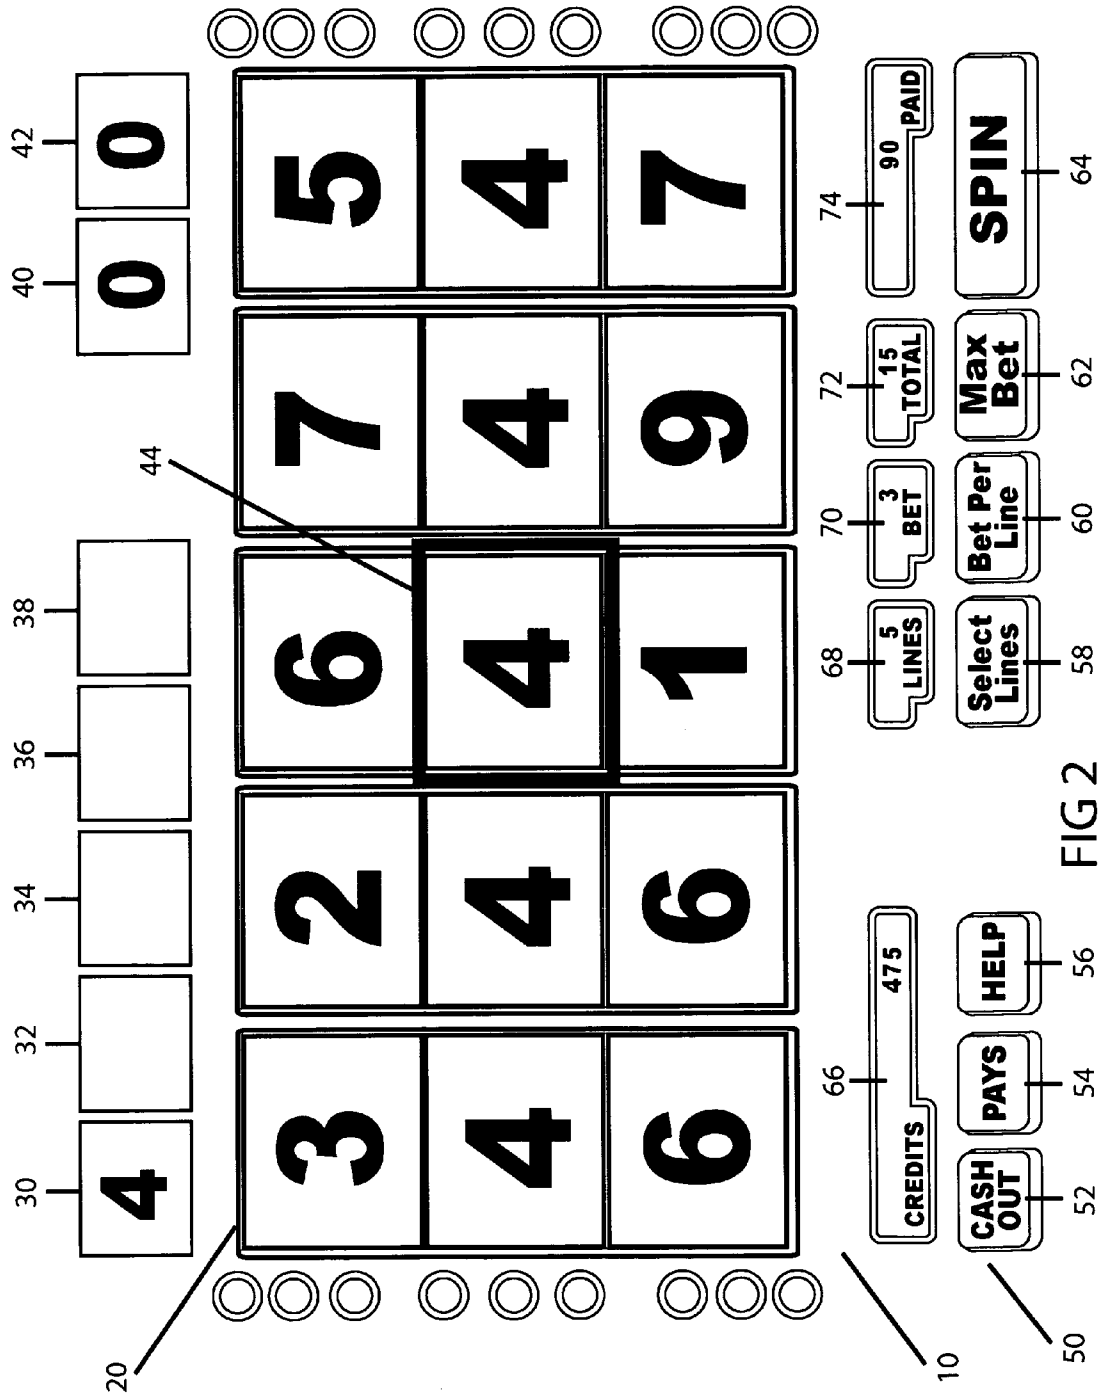 30 32 34 36 38 40 42
20
4 0 0
44
3 2 6 7 5
4 4 4 4 4
6 6 1 9 7
66 68 70 72 74
475 5 3 15 90
CREDITS LINES BET TOTAL PAID
10
CASH PAYS HELP Select Bet Per Max SPIN
OUT Lines Line Bet
50 52 54 56 58 60 62 64
FIG 2